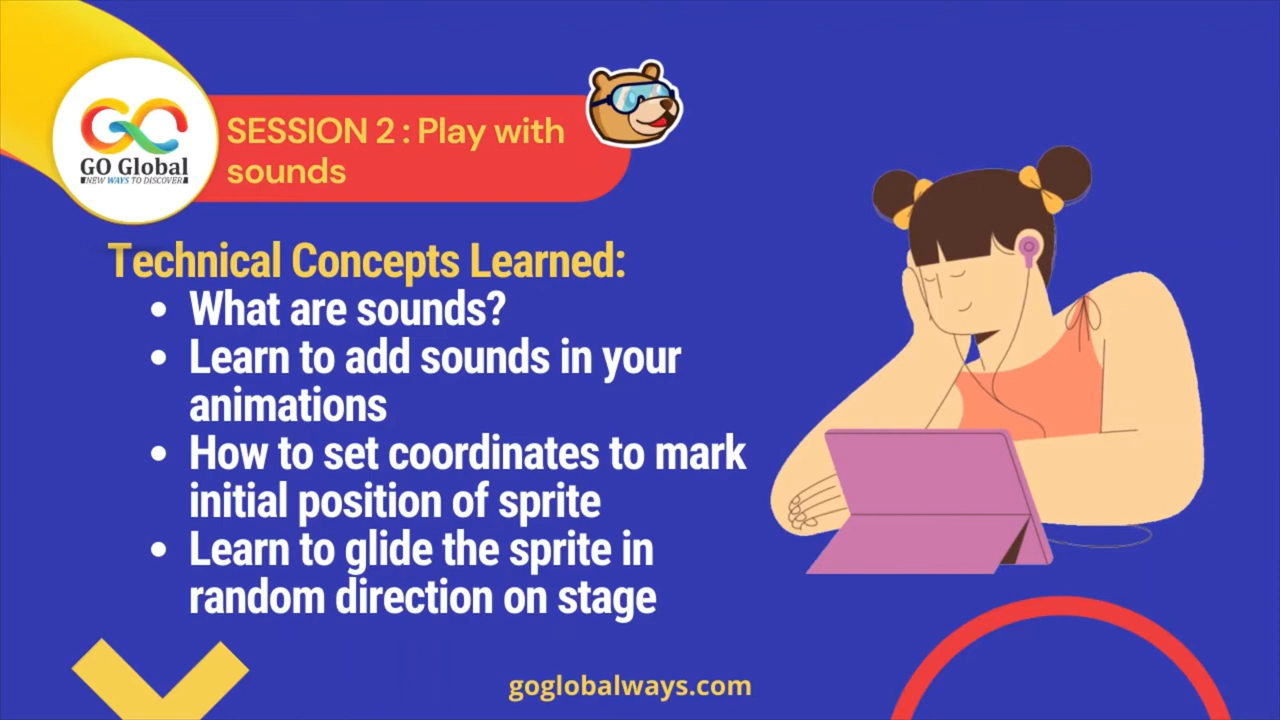 SESSION 2 : Play with
sounds
GO Global
NEW WAYS TO DISCOVER
Technical Concepts Learned:
• What are sounds?
• Learn to add sounds in your
animations
• How to set coordinates to mark
initial position of sprite
• Learn to glide the sprite in
random direction on stage
goglobalways.com